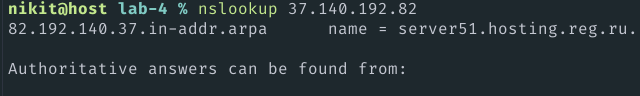 nikit@host lab-4 % nslookup 37.140.192.82
82.192.140.37.in-addr.arpa name = server51.hosting.reg.ru.
Authoritative answers can be found from: